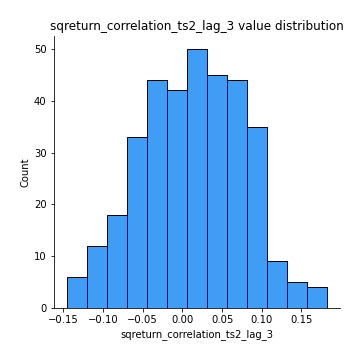 sqreturn_correlation_ts2_lag_3 value distribution
50
40
30
20
10
0
Count
−0.15 −0.10 −0.05 0.00 0.05 0.10 0.15
sqreturn_correlation_ts2_lag_3